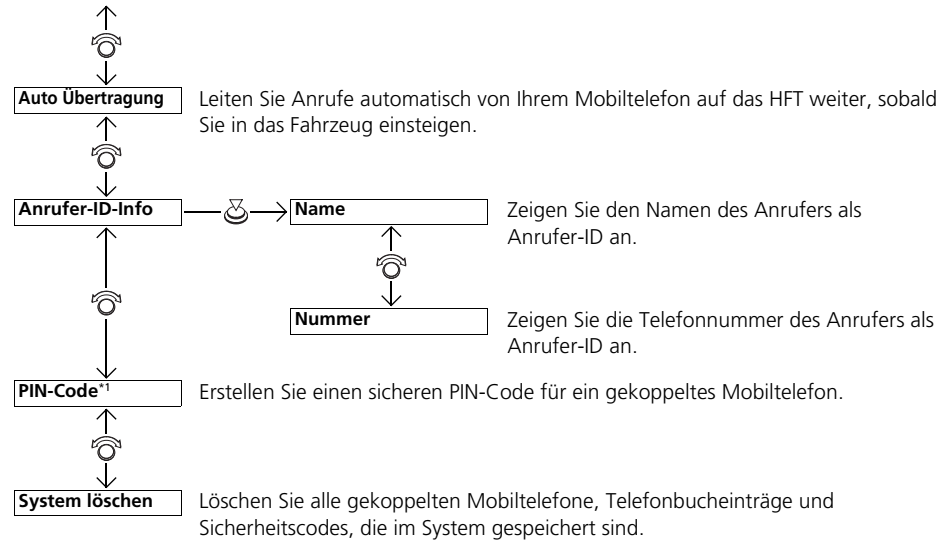 Auto Übertragung
Leiten Sie Anrufe automatisch von Ihrem Mobiltelefon auf das HFT weiter, sobald
Sie in das Fahrzeug einsteigen.
Anrufer-ID-Info
Name
Zeigen Sie den Namen des Anrufers als
Anrufer-ID an.
Nummer
Zeigen Sie die Telefonnummer des Anrufers als
Anrufer-ID an.
PIN-Code*1
Erstellen Sie einen sicheren PIN-Code für ein gekoppeltes Mobiltelefon.
System löschen
Löschen Sie alle gekoppelten Mobiltelefone, Telefonbucheinträge und
Sicherheitscodes, die im System gespeichert sind.